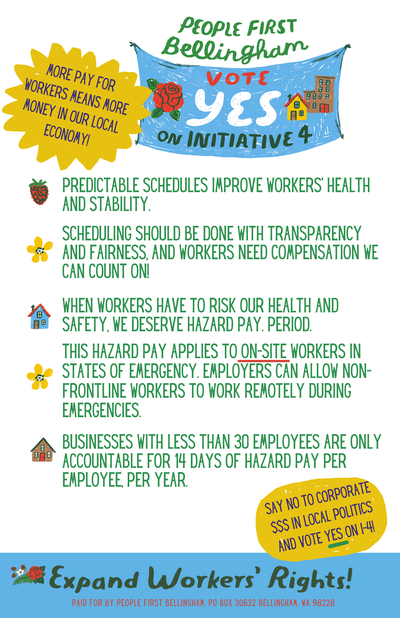 PEOPLE FIRST
Bellingham
VOTE
YES
ON INITIATIVE 4
MORE PAY FOR
WORKERS MEANS MORE
MONEY IN OUR LOCAL
ECONOMY!
PREDICTABLE SCHEDULES IMPROVE WORKERS' HEALTH
AND STABILITY.
SCHEDULING SHOULD BE DONE WITH TRANSPARENCY
AND FAIRNESS, AND WORKERS NEED COMPENSATION WE
CAN COUNT ON!
WHEN WORKERS HAVE TO RISK OUR HEALTH AND
SAFETY, WE DESERVE HAZARD PAY. PERIOD.
THIS HAZARD PAY APPLIES TO ON-SITE WORKERS IN
STATES OF EMERGENCY. EMPLOYERS CAN ALLOW NON-
FRONTLINE WORKERS TO WORK REMOTELY DURING
EMERGENCIES.
BUSINESSES WITH LESS THAN 30 EMPLOYEES ARE ONLY
ACCOUNTABLE FOR 14 DAYS OF HAZARD PAY PER
EMPLOYEE, PER YEAR.
SAY NO TO CORPORATE
$$$ IN LOCAL POLITICS
AND VOTE YES ON I-4!
Expand Workers' Rights!
PAID FOR BY PEOPLE FIRST BELLINGHAM, PO BOX 30632 BELLINGHAM, WA 98228